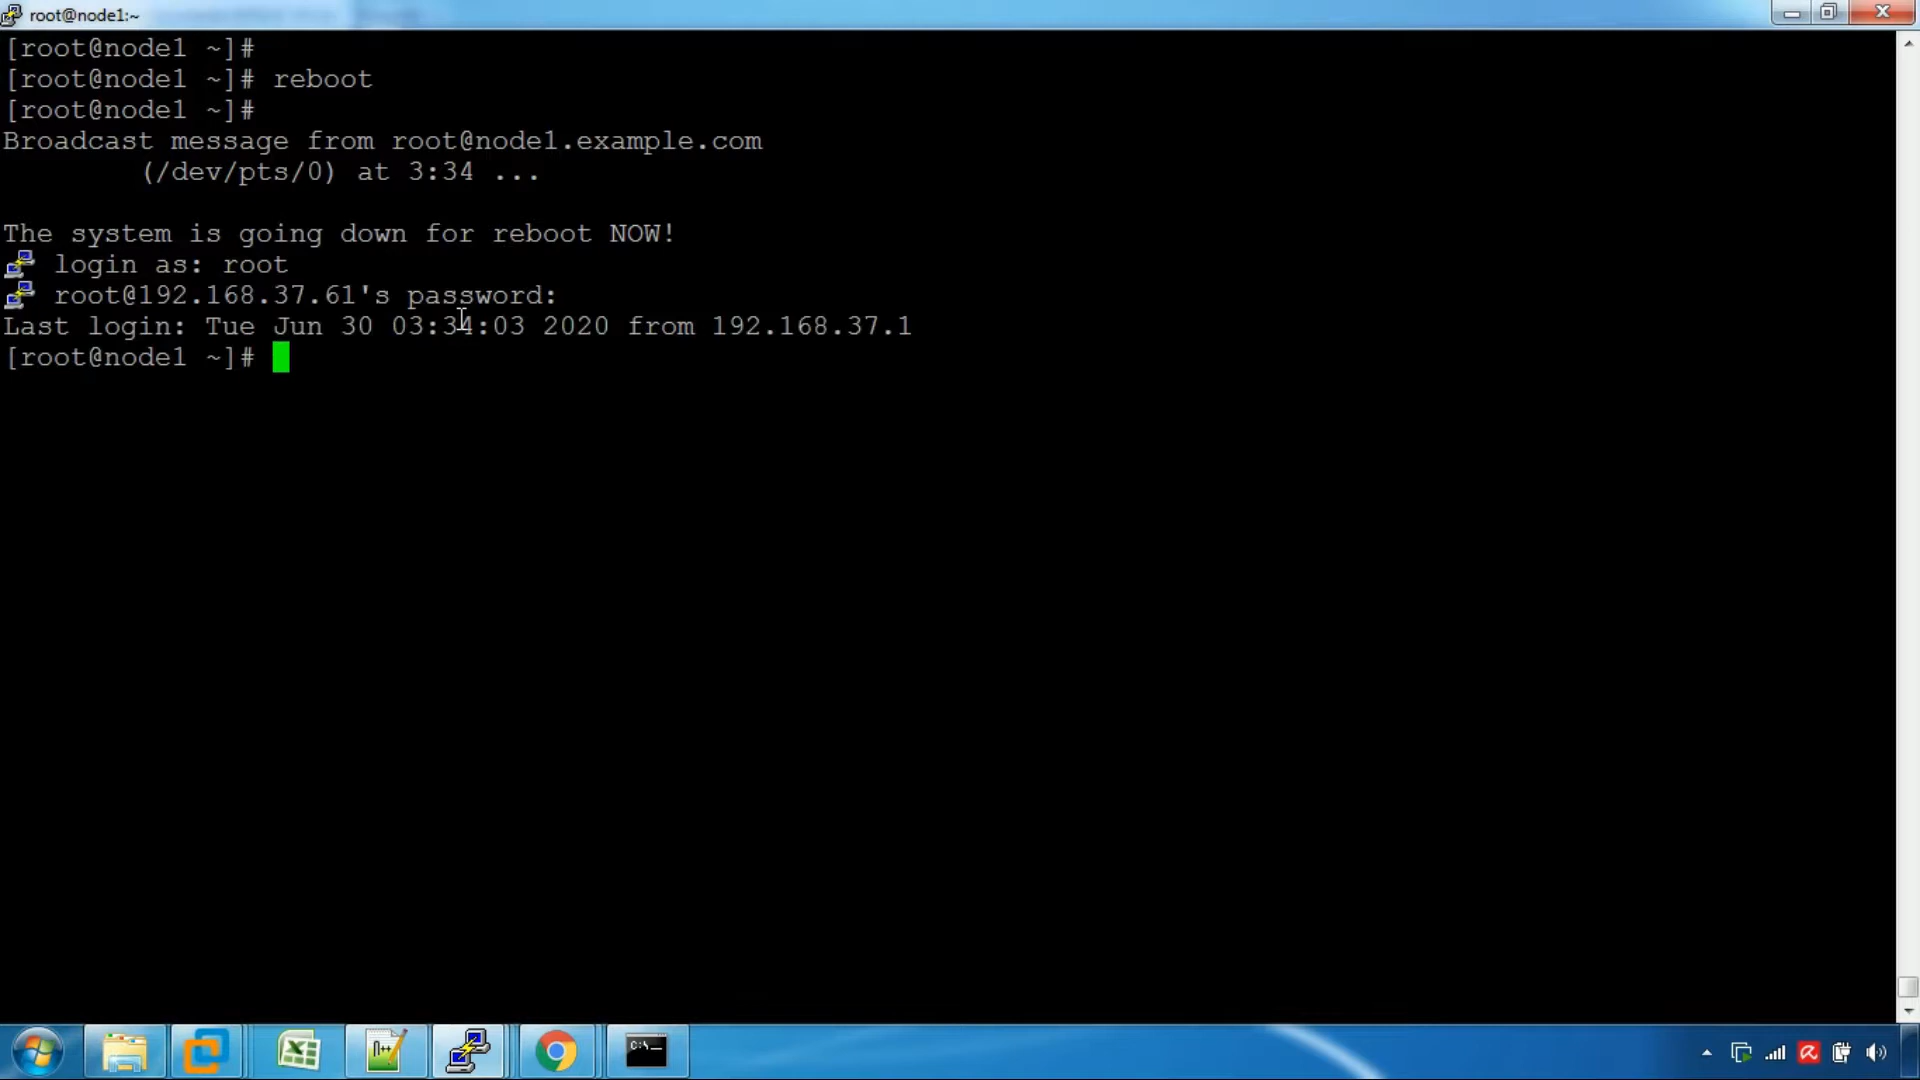 root@node1:~
[root@node1 ~]#
[root@node1 ~]# reboot
[root@node1 ~]#
Broadcast message from root@node1.example.com
        (/dev/pts/0) at 3:34 ...

The system is going down for reboot NOW!
login as: root
root@192.168.37.61's password:
Last login: Tue Jun 30 03:34:03 2020 from 192.168.37.1
[root@node1 ~]#
C:\